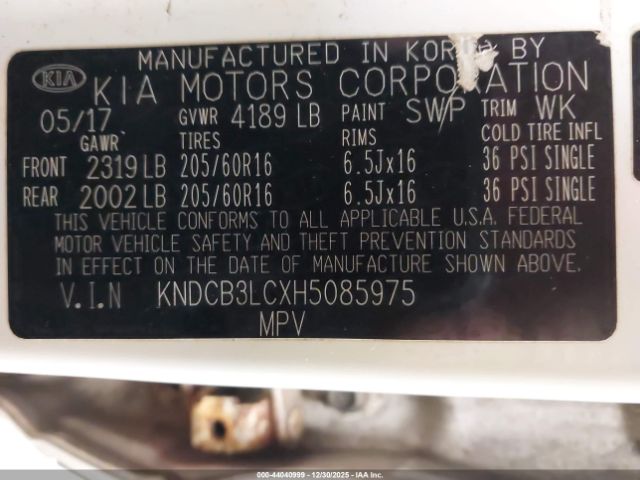 MANUFACTURED IN KOREA BY
KIA KIA MOTORS CORPORATION
05/17 GVWR 4189 LB PAINT SWP TRIM WK
GAWR TIRES RIMS COLD TIRE INFL
FRONT 2319 LB 205/60R16 6.5Jx16 36 PSI SINGLE
REAR 2002 LB 205/60R16 6.5Jx16 36 PSI SINGLE
THIS VEHICLE CONFORMS TO ALL APPLICABLE U.S.A. FEDERAL
MOTOR VEHICLE SAFETY AND THEFT PREVENTION STANDARDS
IN EFFECT ON THE DATE OF MANUFACTURE SHOWN ABOVE.
V.I.N KNDCB3LCXH5085975
MPV
000-44040999 • 12/30/2025 - IAA Inc.